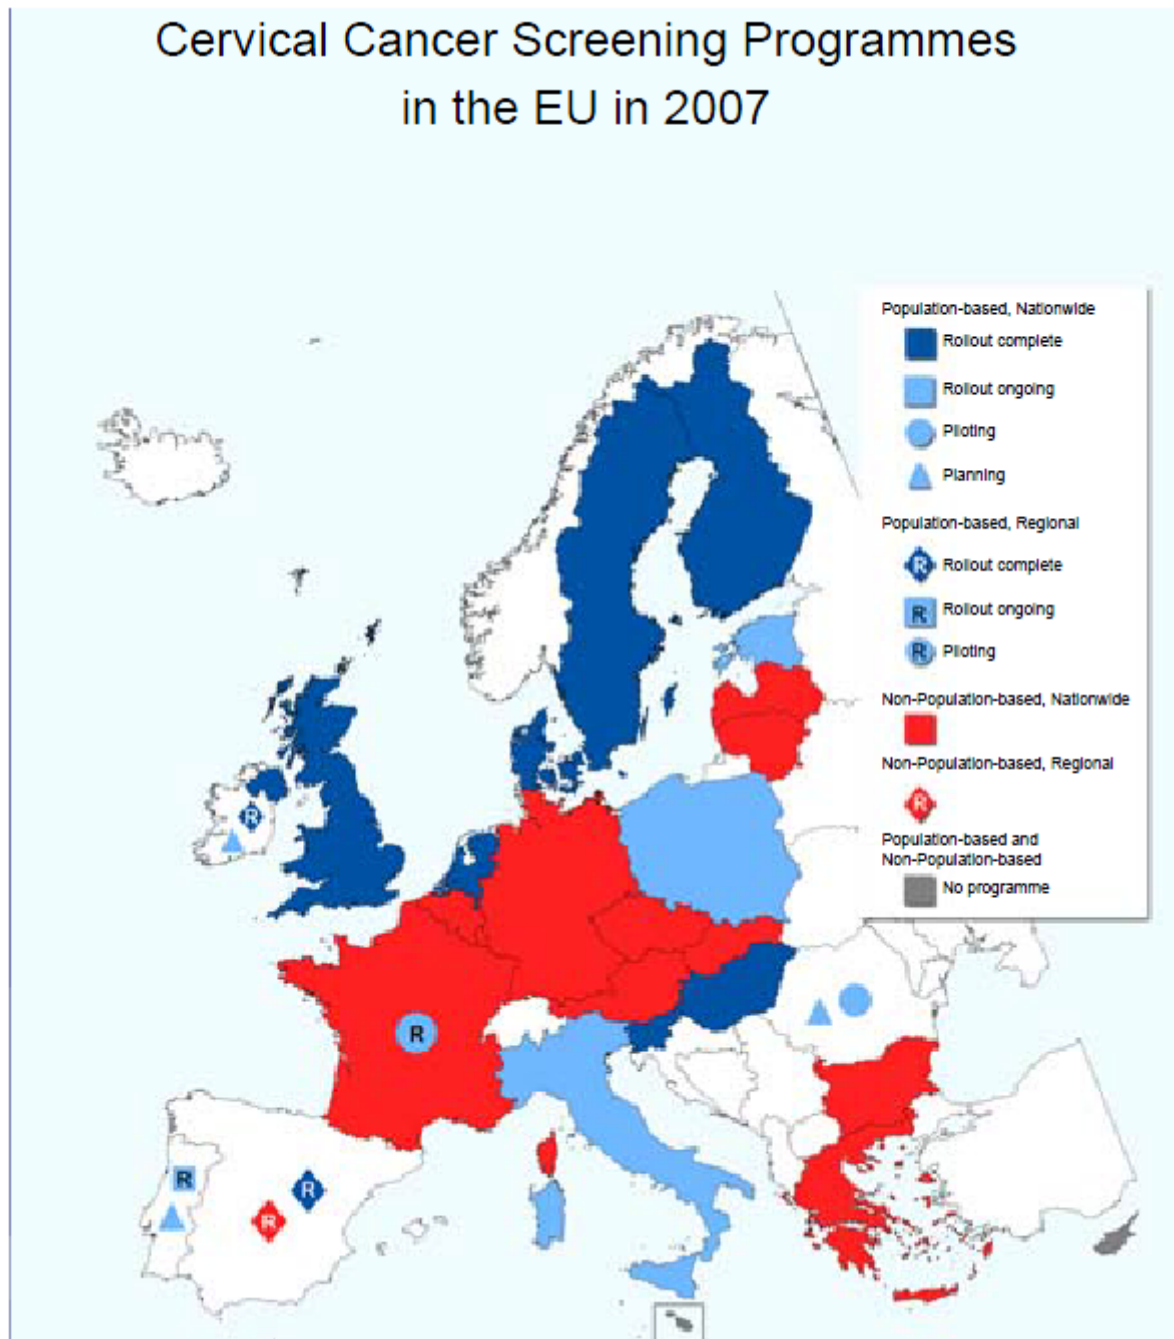 Cervical Cancer Screening Programmes
in the EU in 2007
Population-based, Nationwide
Rollout complete
Rollout ongoing
Piloting
Planning
Population-based, Regional
R Rollout complete
R Rollout ongoing
R Piloting
Non-Population-based, Nationwide
Non-Population-based, Regional
R
Population-based and
Non-Population-based
No programme
R
R
R
R
R